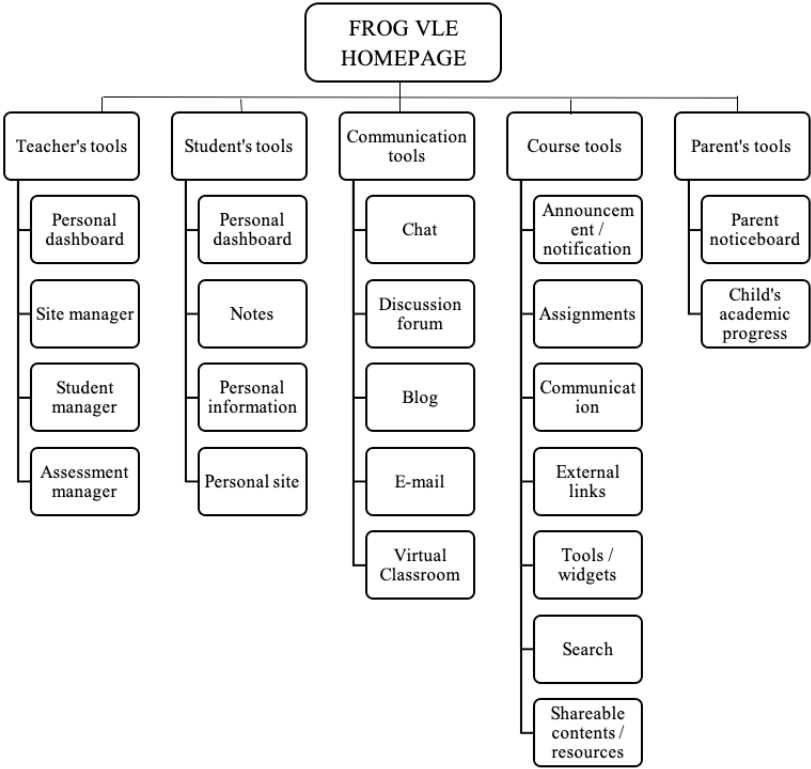 FROG VLE
HOMEPAGE
Teacher's tools
Personal
dashboard
Site manager
Student
manager
Assessment
manager
Student's tools
Personal
dashboard
Notes
Personal
information
Personal site
Communication
tools
Chat
Discussion
forum
Blog
E-mail
Virtual
Classroom
Course tools
Announcem
ent /
notification
Assignments
Communicat
ion
External
links
Tools /
widgets
Search
Shareable
contents /
resources
Parent's tools
Parent
noticeboard
Child's
academic
progress